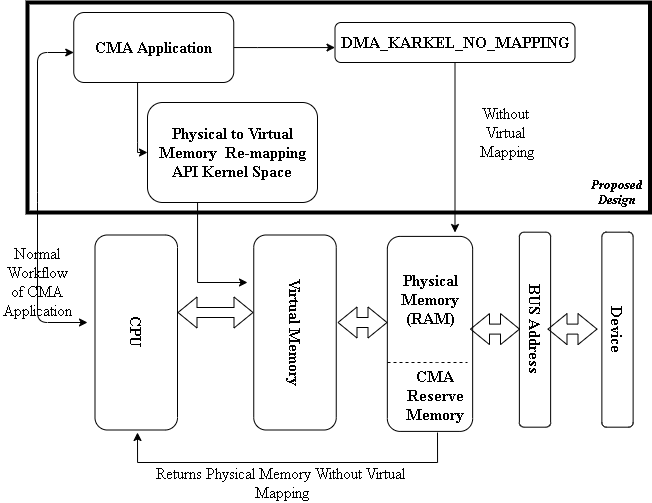 CMA Application
DMA_KARKEL_NO_MAPPING
Physical to Virtual
Memory Re-mapping
API Kernel Space
Without
Virtual
Mapping
Proposed
Design
Normal
Workflow
of CMA
Application
CPU
Virtual Memory
Physical
Memory
(RAM)
CMA
Reserve
Memory
BUS Address
Device
Returns Physical Memory Without Virtual
Mapping